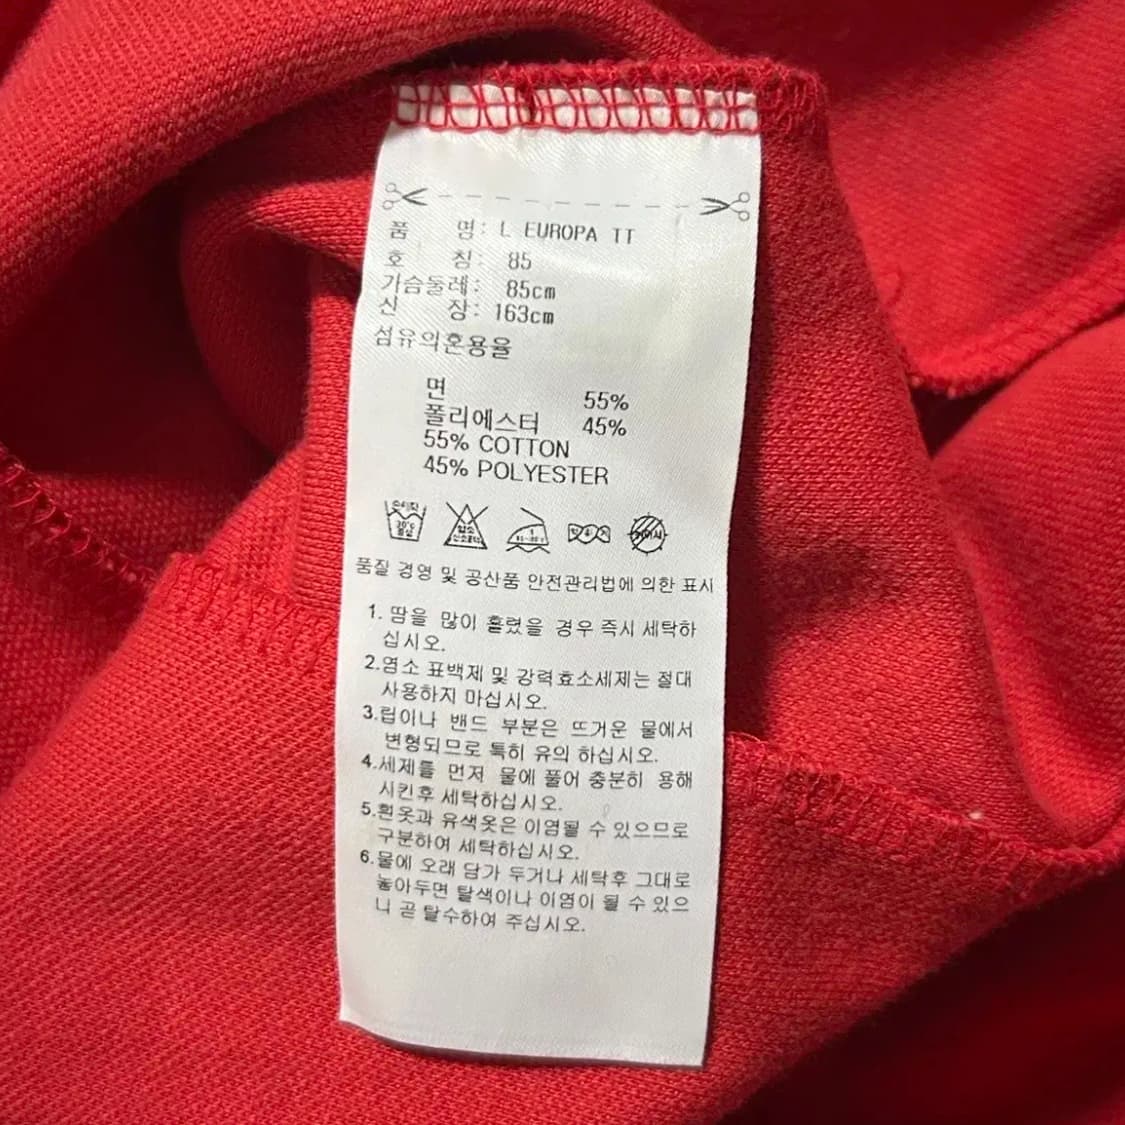 품 명: L EUROPA TT
호 칭: 85
가슴둘레: 85cm
신 장: 163cm
섬유의혼용율
면 55%
폴리에스터 45%
55% COTTON
45% POLYESTER
30℃
품질 경영 및 공산품 안전관리법에 의한 표시
1. 땀을 많이 흘렸을 경우 즉시 세탁하
십시오.
2.염소 표백제 및 강력효소세제는 절대
사용하지 마십시오.
3.립이나 밴드 부분은 뜨거운 물에서
변형되므로 특히 유의 하십시오.
4.세제를 먼저 물에 풀어 충분히 용해
시킨후 세탁하십시오.
5.흰옷과 유색옷은 이염될 수 있으므로
구분하여 세탁하십시오.
6.물에 오래 담가 두거나 세탁후 그대로
놓아두면 탈색이나 이염이 될 수 있으
니 곧 탈수하여 주십시오.